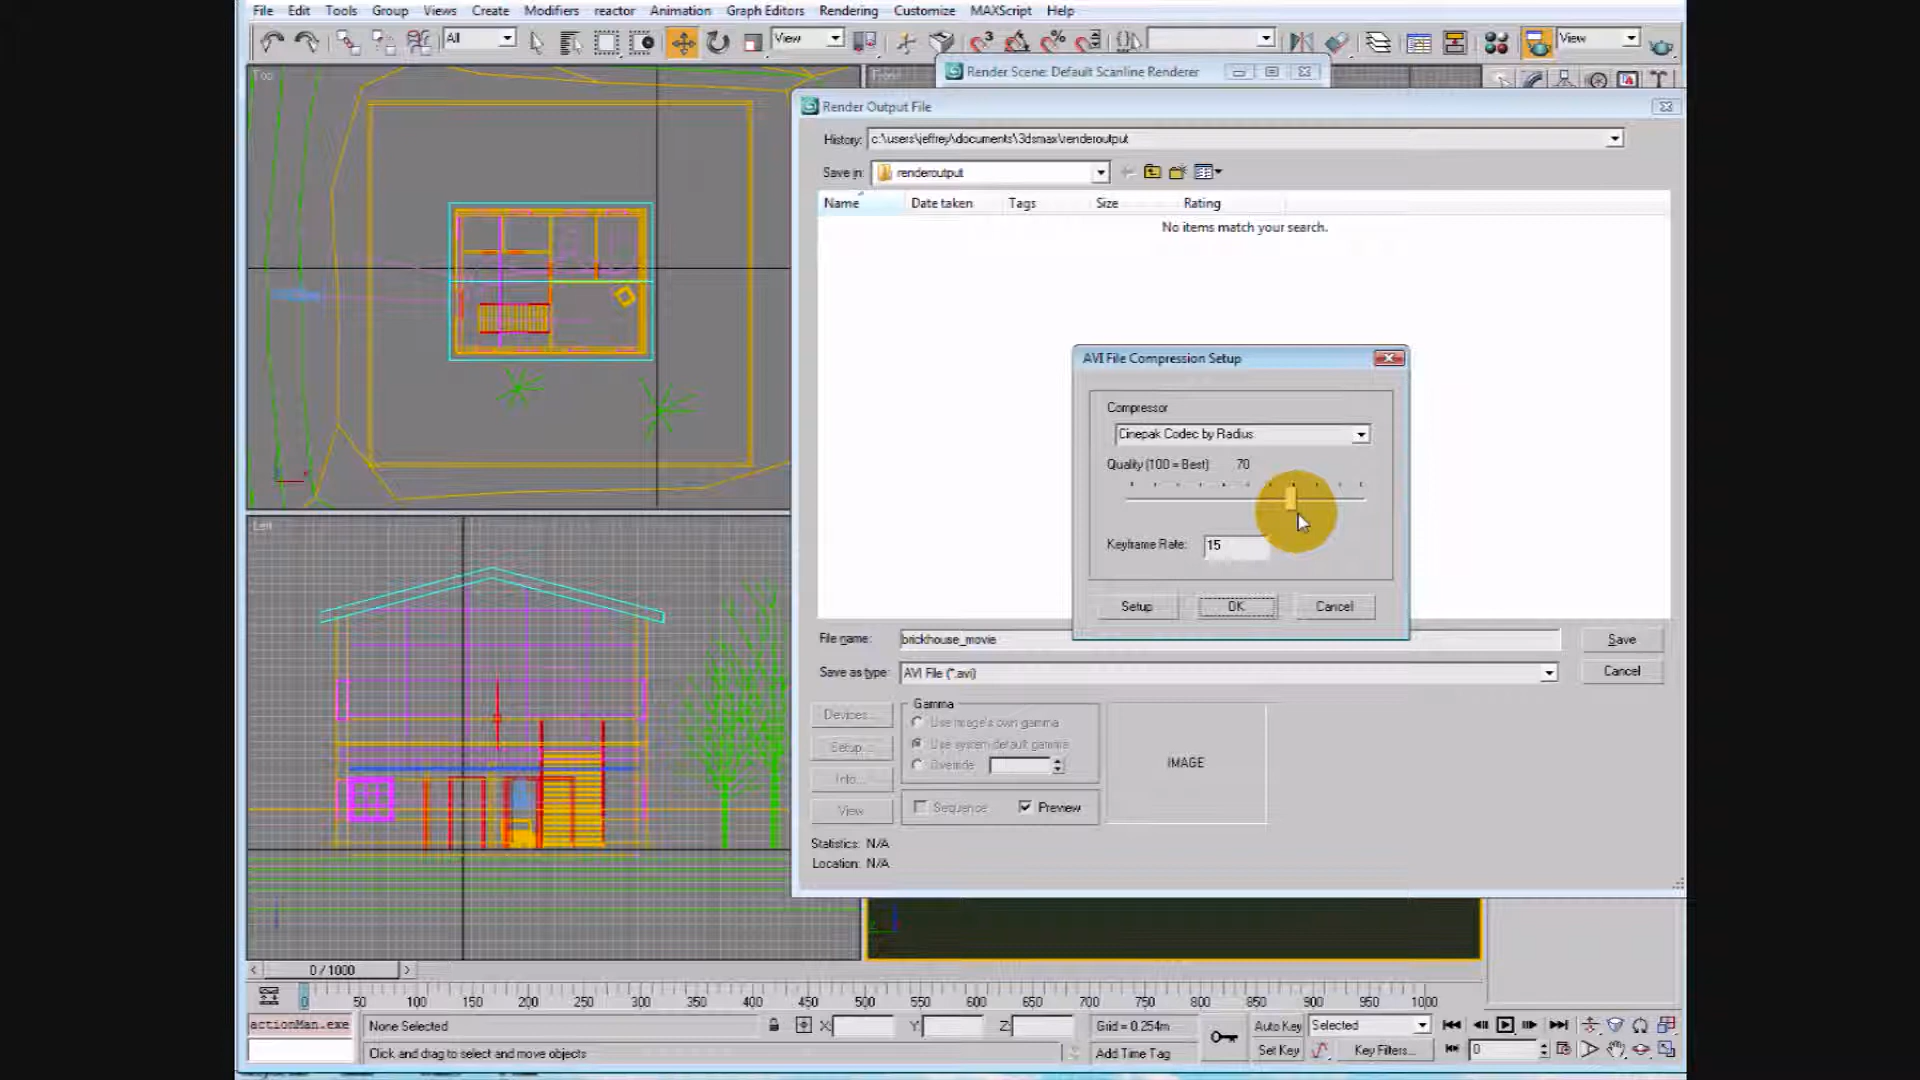 File Edit Tools Group Views Create Modifiers reactor Animation Graph Editors Rendering Customize MAXScript Help
All View View
Top Front
Render Scene: Default Scanline Renderer
Render Output File
History: c:\users\jeffrey\documents\3dsmax\renderoutput
Save in: renderoutput
Name Date taken Tags Size Rating
No items match your search.
AVI File Compression Setup
Compressor
Cinepak Codec by Radius
Quality (100 = Best) 70
Left
Keyframe Rate: 15
Setup OK Cancel
File name: brickhouse_movie Save
Save as type: AVI File (*.avi) Cancel
Devices... Gamma
Use image's own gamma
Setup... Use system default gamma
Override
Info... IMAGE
View Sequence Preview
Statistics: N/A
Location: N/A
0 / 1000
0 50 100 150 200 250 300 350 400 450 500 550 600 650 700 750 800 850 900 950 1000
actionMan.exe None Selected X: Y: Z: Grid = 0.254m Auto Key Selected
Click and drag to select and move objects Add Time Tag Set Key Key Filters... 0